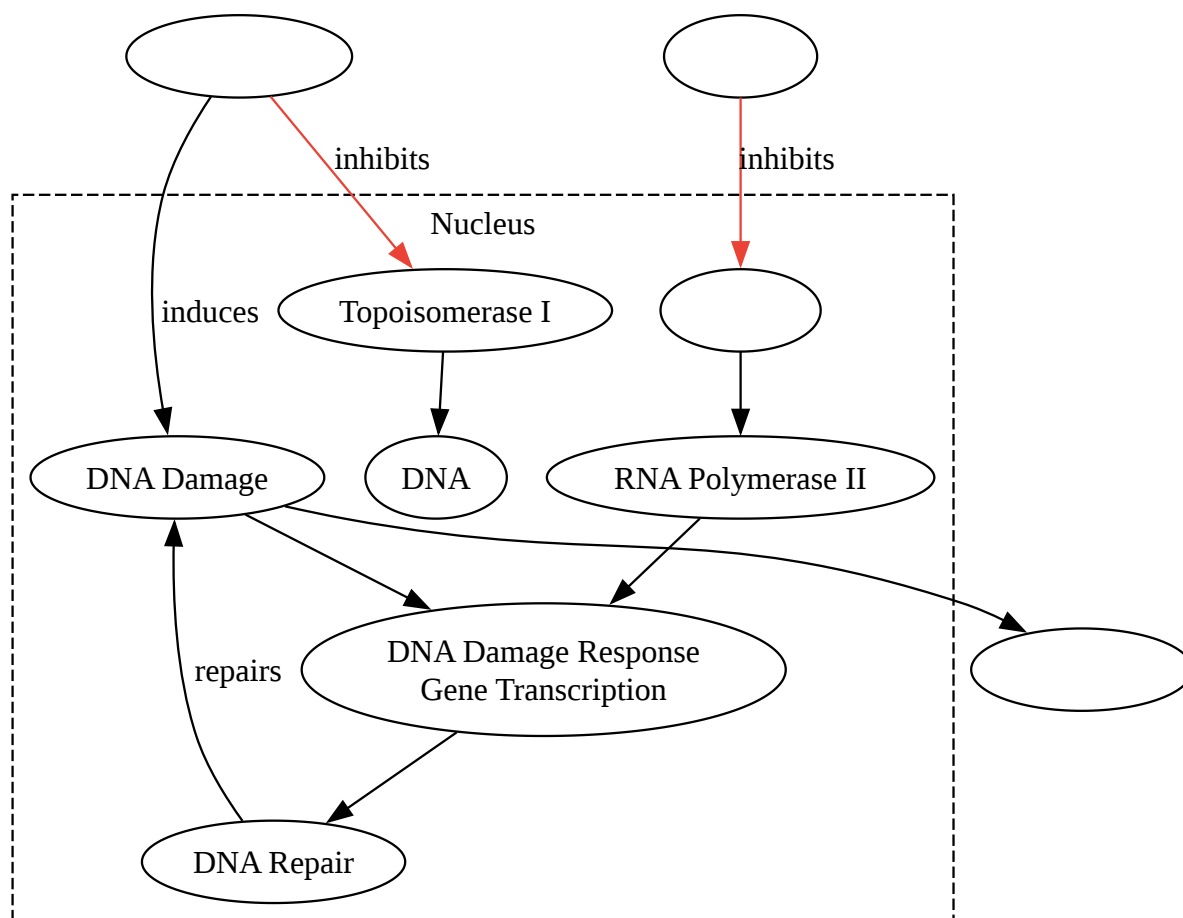 inhibits
inhibits
Nucleus
induces
Topoisomerase I
DNA Damage
DNA
RNA Polymerase II
repairs
DNA Damage Response
Gene Transcription
DNA Repair